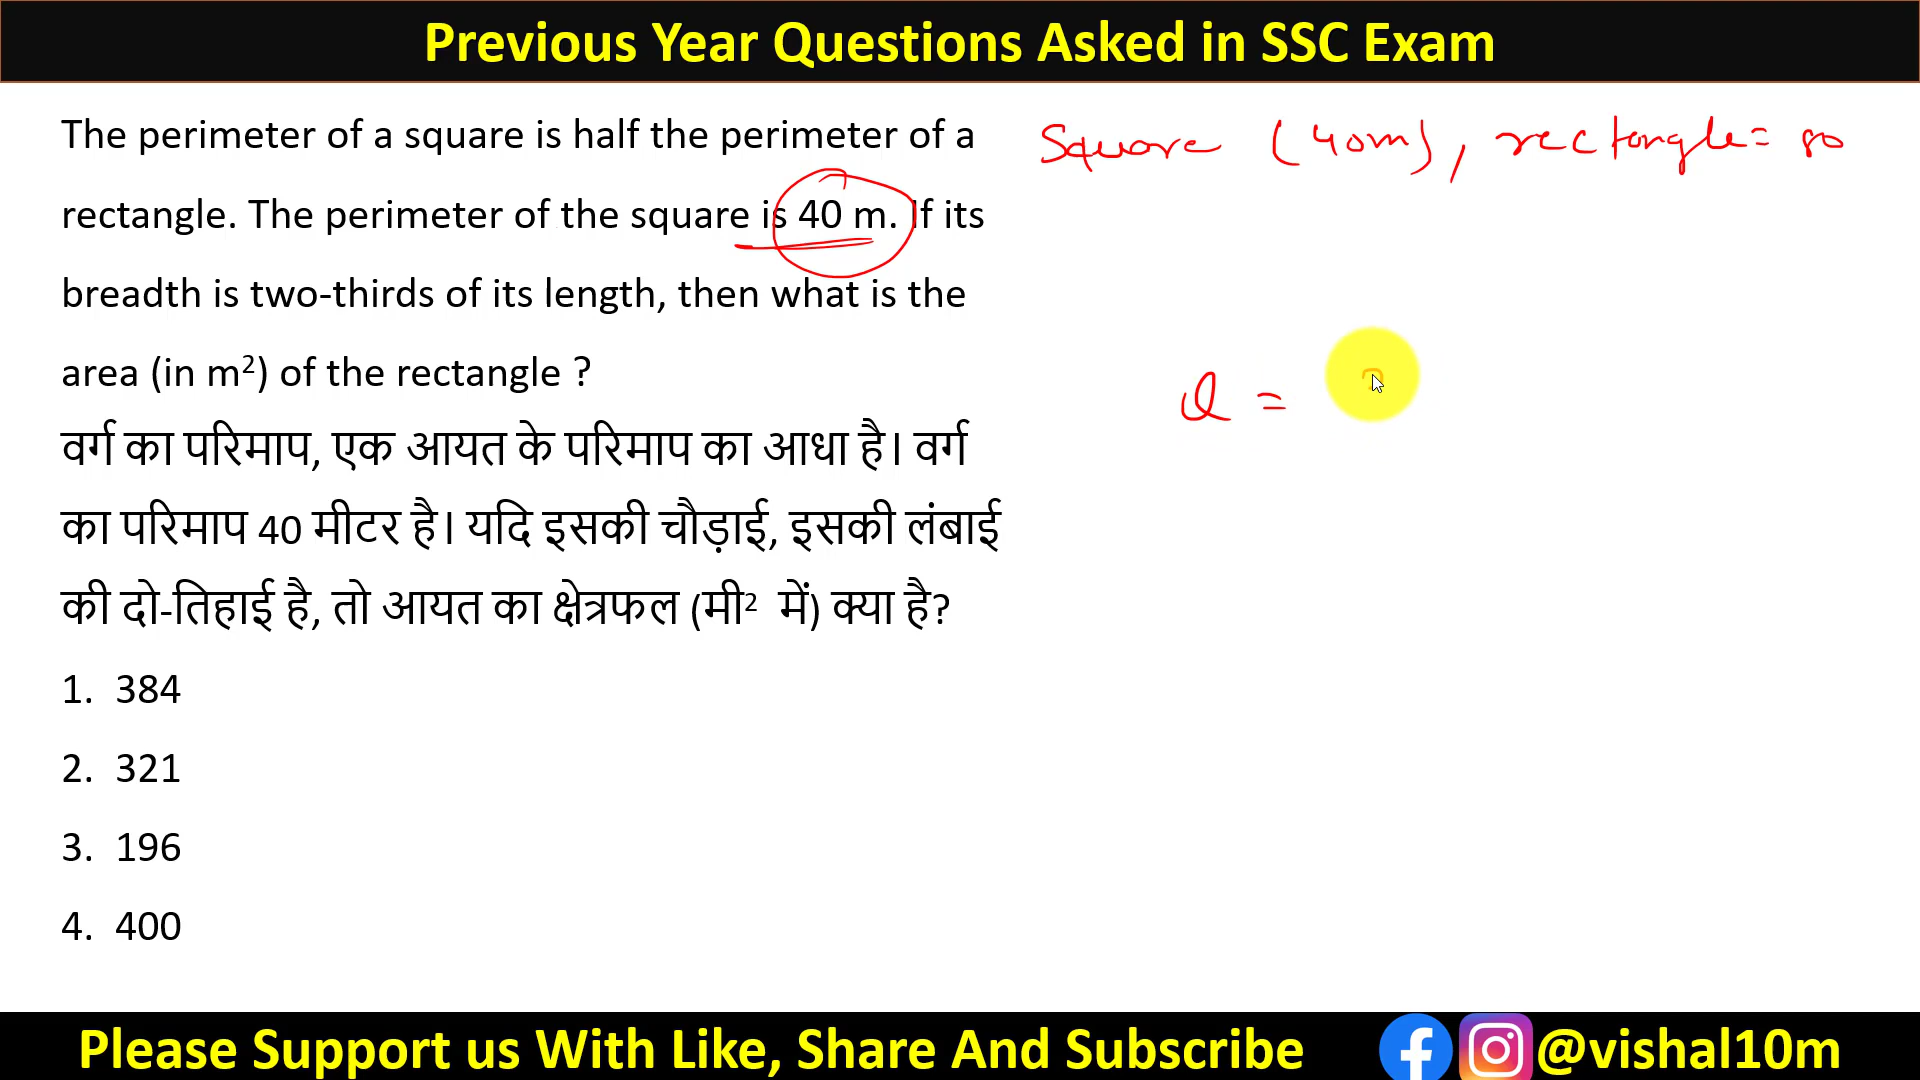 Previous Year Questions Asked in SSC Exam
The perimeter of a square is half the perimeter of a
rectangle. The perimeter of the square is 40 m. If its
breadth is two-thirds of its length, then what is the
area (in m²) of the rectangle ?
वर्ग का परिमाप, एक आयत के परिमाप का आधा है। वर्ग
का परिमाप 40 मीटर है। यदि इसकी चौड़ाई, इसकी लंबाई
की दो-तिहाई है, तो आयत का क्षेत्रफल (मी² में) क्या है?
1. 384
2. 321
3. 196
4. 400
Square (40m), rectangle = 80
l =
Please Support us With Like, Share And Subscribe
@vishal10m